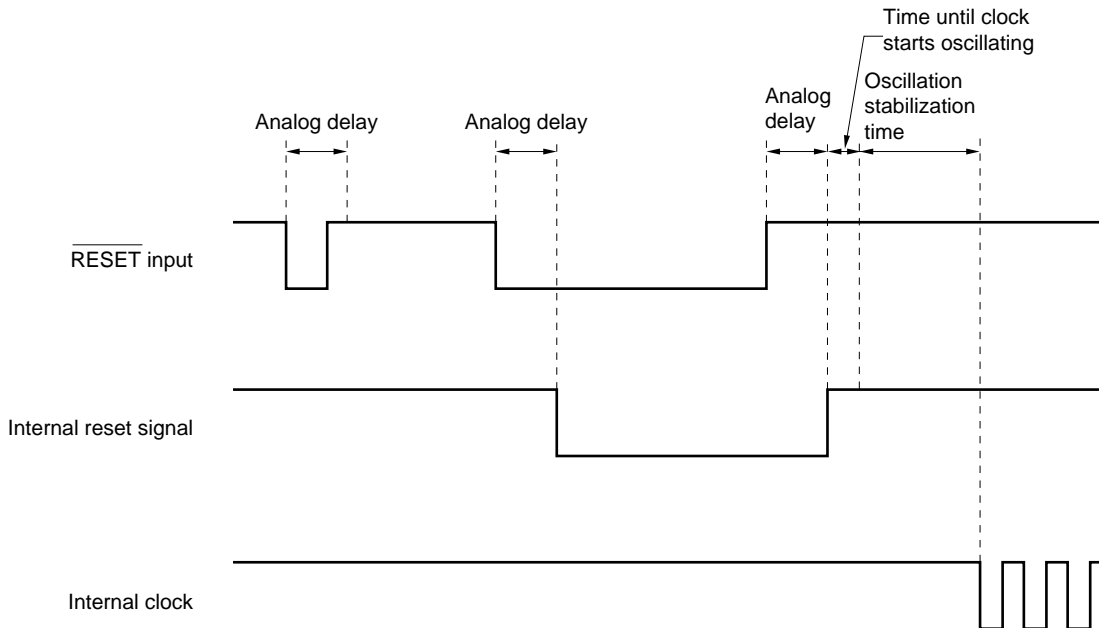 Time until clock
starts oscillating
Oscillation
stabilization
time
Analog
delay
Analog delay
Analog delay
RESET input
Internal reset signal
Internal clock